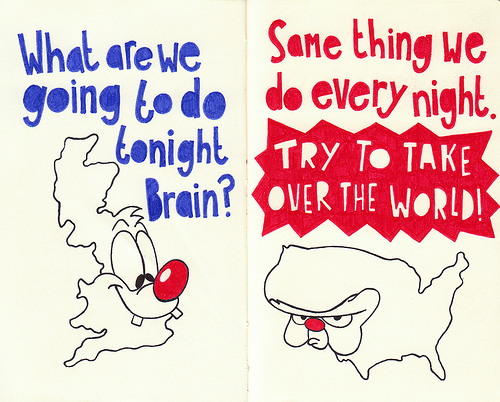 What are we
going to do
tonight
Brain?
Same thing we
do every night.
TRY TO TAKE
OVER THE WORLD!